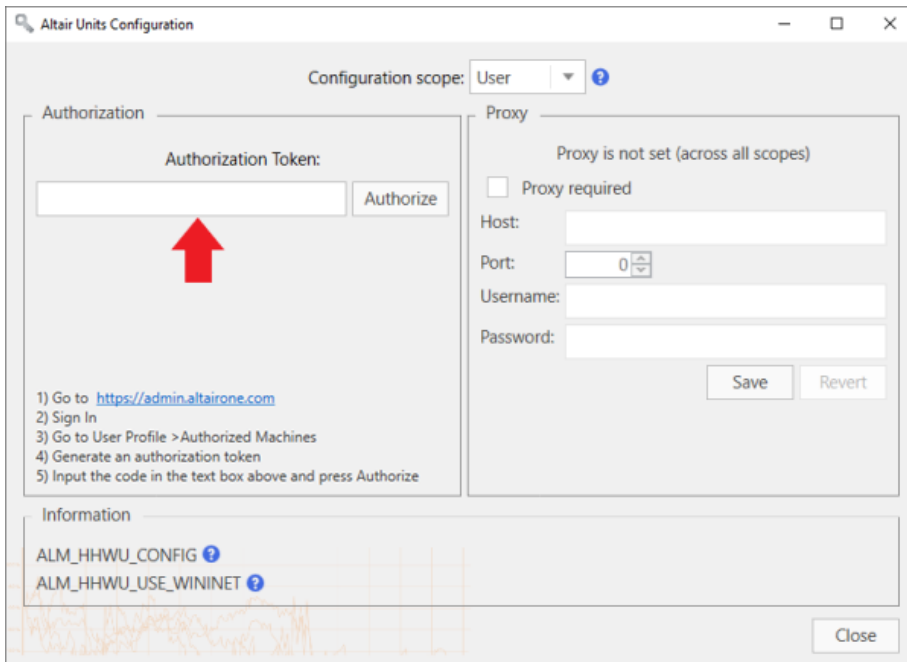 Altair Units Configuration
Configuration scope: User
Authorization
Authorization Token:
Authorize
1) Go to https://admin.altairone.com
2) Sign In
3) Go to User Profile >Authorized Machines
4) Generate an authorization token
5) Input the code in the text box above and press Authorize
Proxy
Proxy is not set (across all scopes)
Proxy required
Host:
Port: 0
Username:
Password:
Save Revert
Information
ALM_HHWU_CONFIG ?
ALM_HHWU_USE_WININET ?
Close